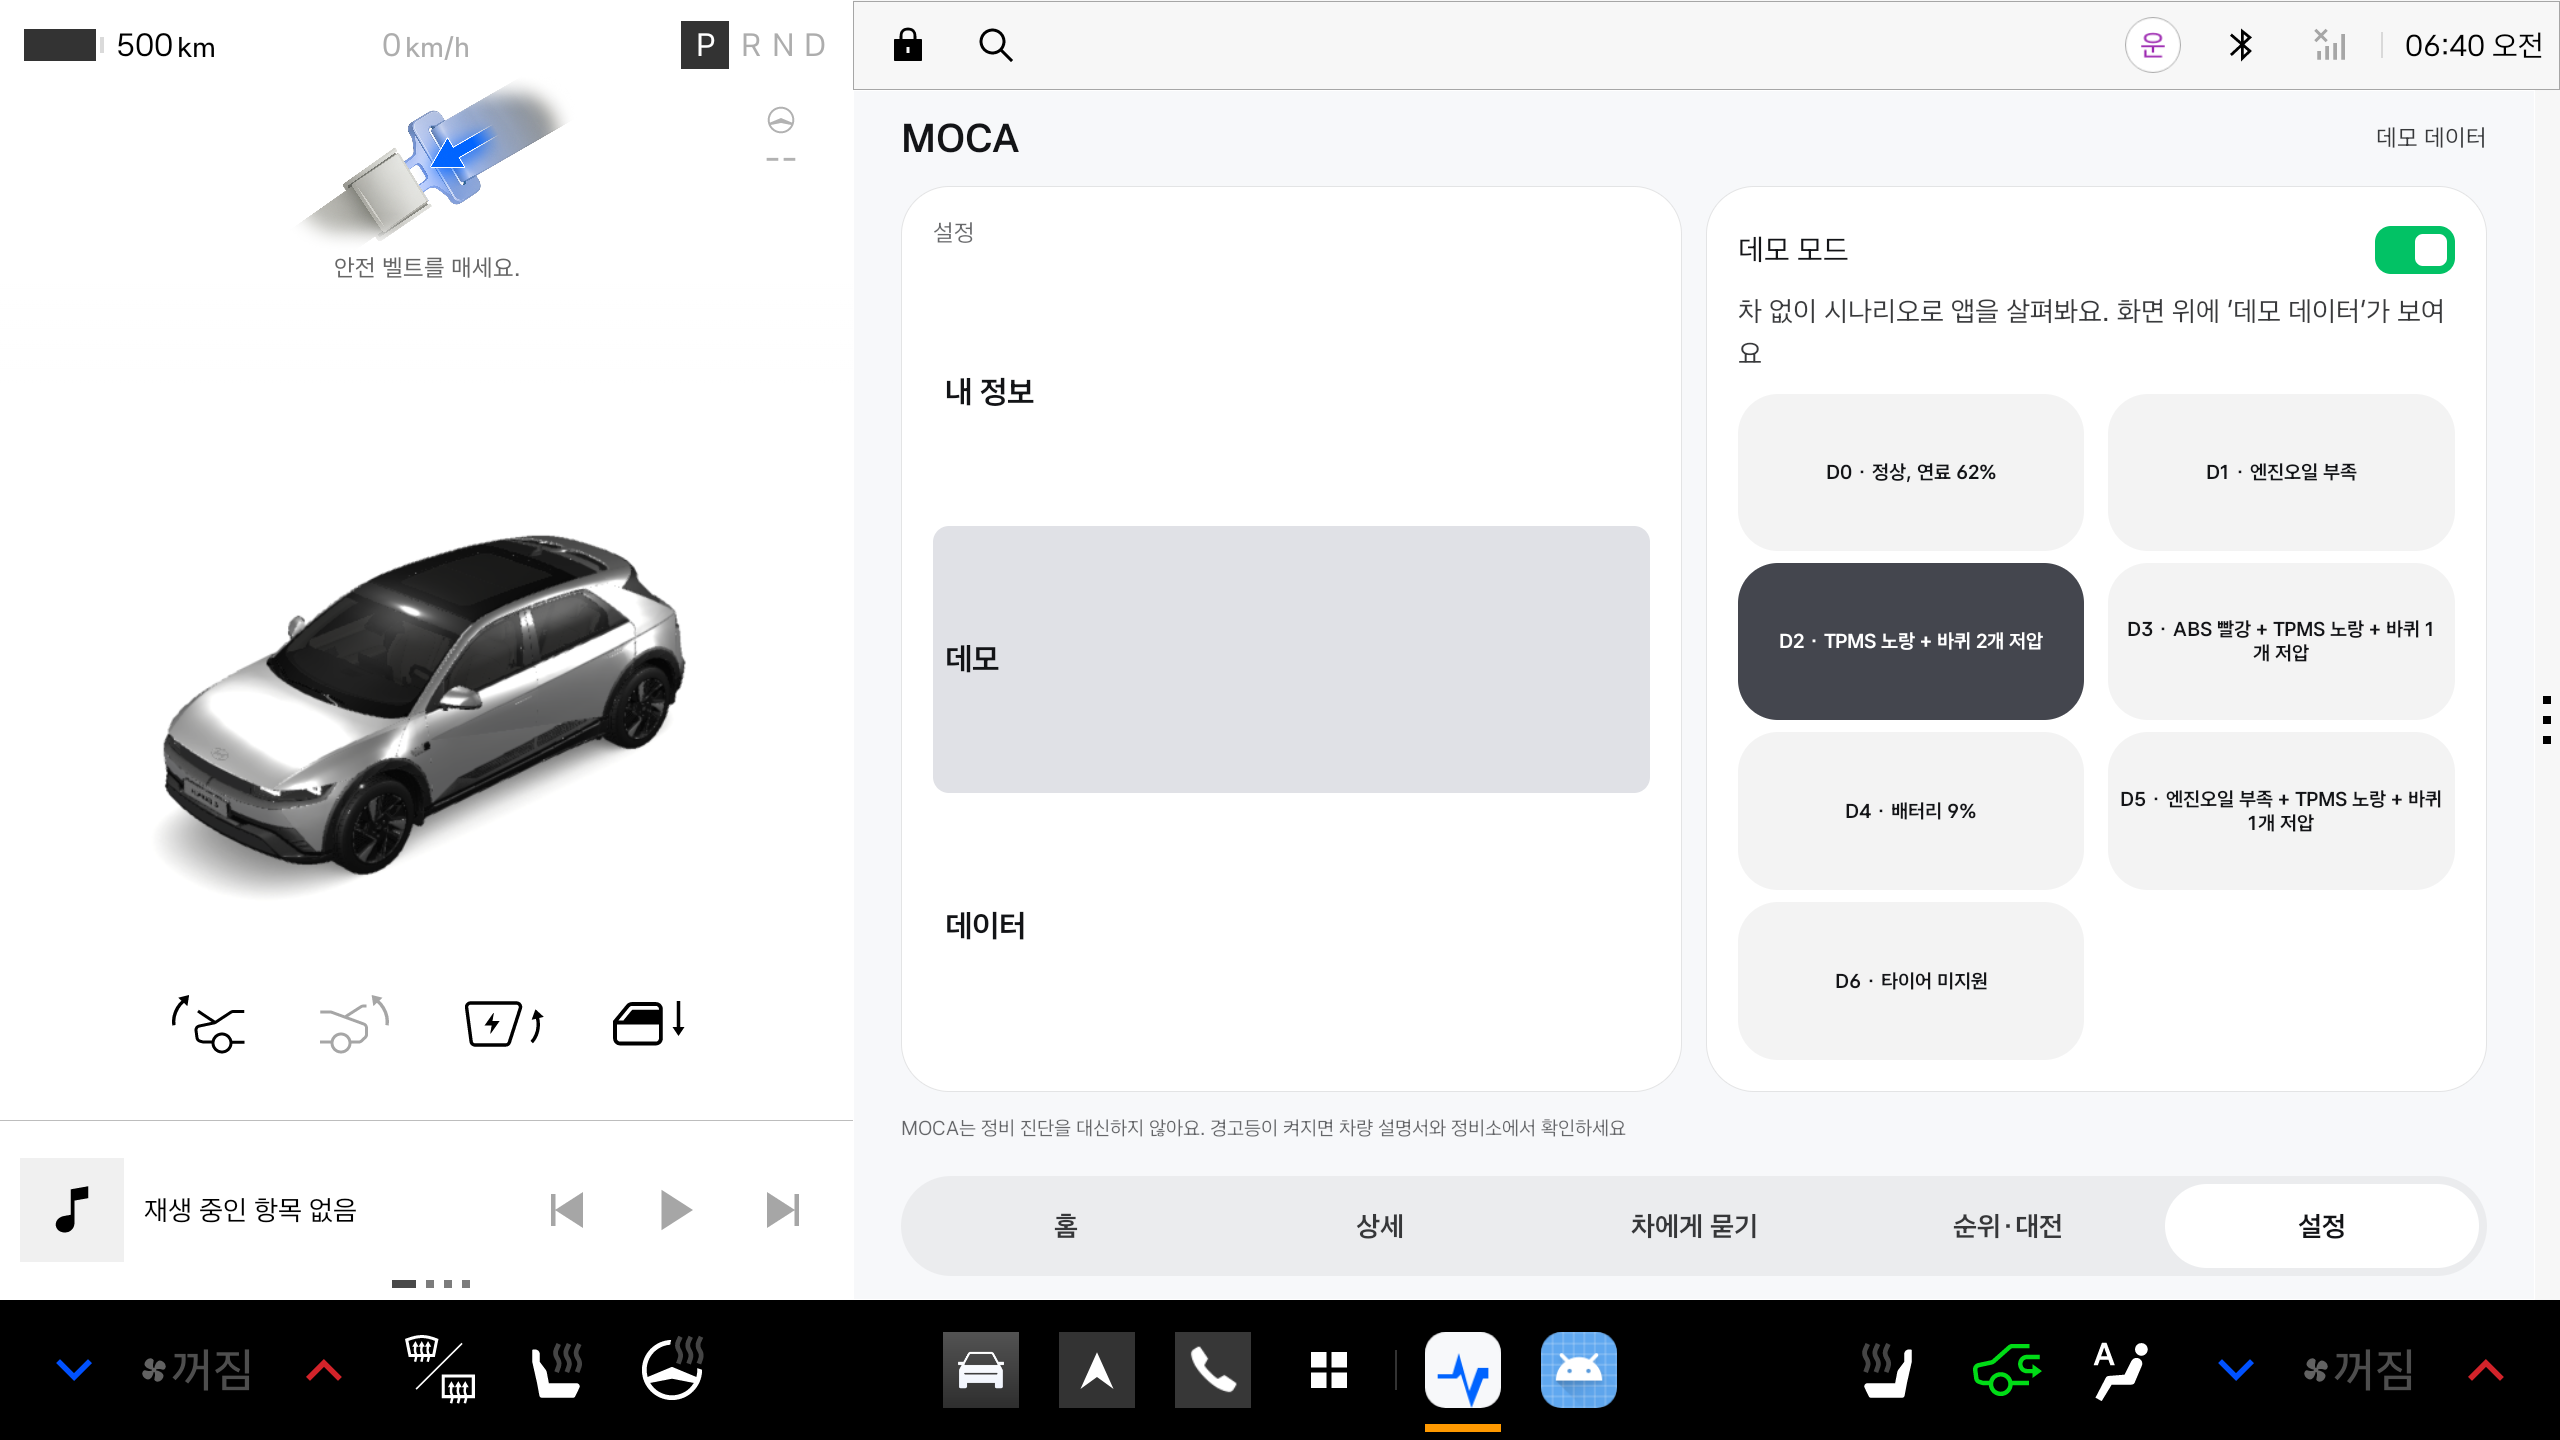 500 km
0 km/h
P R N D
운
06:40 오전
안전 벨트를 매세요.
MOCA
데모 데이터
설정
내 정보
데모
데이터
데모 모드
차 없이 시나리오로 앱을 살펴봐요. 화면 위에 '데모 데이터'가 보여
요
D0 · 정상, 연료 62%
D1 · 엔진오일 부족
D2 · TPMS 노랑 + 바퀴 2개 저압
D3 · ABS 빨강 + TPMS 노랑 + 바퀴 1
개 저압
D4 · 배터리 9%
D5 · 엔진오일 부족 + TPMS 노랑 + 바퀴
1개 저압
D6 · 타이어 미지원
MOCA는 정비 진단을 대신하지 않아요. 경고등이 켜지면 차량 설명서와 정비소에서 확인하세요
재생 중인 항목 없음
홈
상세
차에게 묻기
순위·대전
설정
꺼짐
A
꺼짐